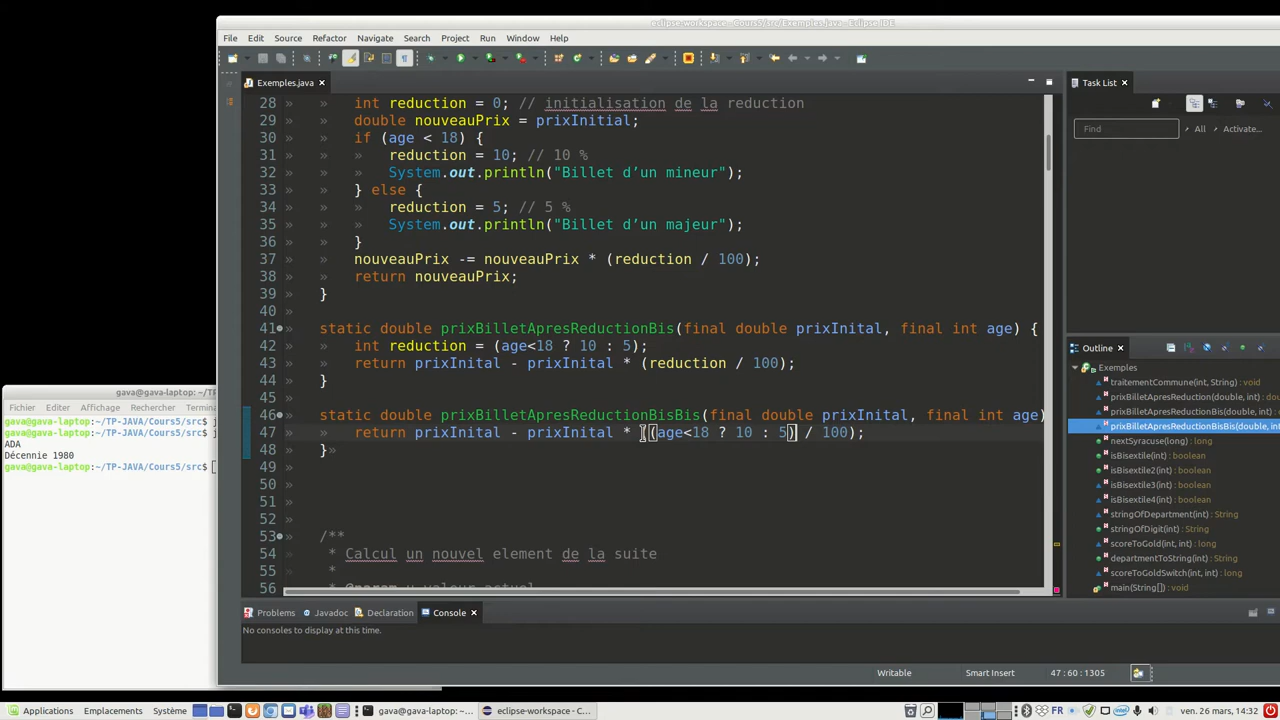 eclipse-workspace - Cours5/src/Exemples.java - Eclipse IDE
File Edit Source Refactor Navigate Search Project Run Window Help
Exemples.java
28 int reduction = 0; // initialisation de la reduction
29 double nouveauPrix = prixInitial;
30 if (age < 18) {
31 reduction = 10; // 10 %
32 System.out.println("Billet d’un mineur");
33 } else {
34 reduction = 5; // 5 %
35 System.out.println("Billet d’un majeur");
36 }
37 nouveauPrix -= nouveauPrix * (reduction / 100);
38 return nouveauPrix;
39 }
40
41 static double prixBilletApresReductionBis(final double prixInital, final int age) {
42 int reduction = (age<18 ? 10 : 5);
43 return prixInital - prixInital * (reduction / 100);
44 }
45
46 static double prixBilletApresReductionBisBis(final double prixInital, final int age)
47 return prixInital - prixInital * ((age<18 ? 10 : 5) / 100);
48 }
49
50
51
52
53 /**
54 * Calcul un nouvel element de la suite
55 *
56 * @param u valeur actuel
Task List
Find All Activate...
Outline
Exemples
traitementCommune(int, String) : void
prixBilletApresReduction(double, int)
prixBilletApresReductionBis(double, int
prixBilletApresReductionBisBis(double, in
nextSyracuse(long) : long
isBisextile(int) : boolean
isBisextile2(int) : boolean
isBisextile3(int) : boolean
isBisextile4(int) : boolean
stringOfDepartment(int) : String
stringOfDigit(int) : String
scoreToGold(int) : long
departmentToString(int) : String
scoreToGoldSwitch(int, int) : long
main(String[]) : void
Problems Javadoc Declaration Console
No consoles to display at this time.
Writable Smart Insert 47 : 60 : 1305
gava@gava-laptop: ~/TP-
Fichier Editer Affichage Rechercher Termina
gava@gava-laptop:~/TP-JAVA/Cours5/src$ j
gava@gava-laptop:~/TP-JAVA/Cours5/src$ j
ADA
Décennie 1980
gava@gava-laptop:~/TP-JAVA/Cours5/src$
Applications Emplacements Système gava@gava-laptop: ~/... eclipse-workspace - C... FR ven. 26 mars, 14:32